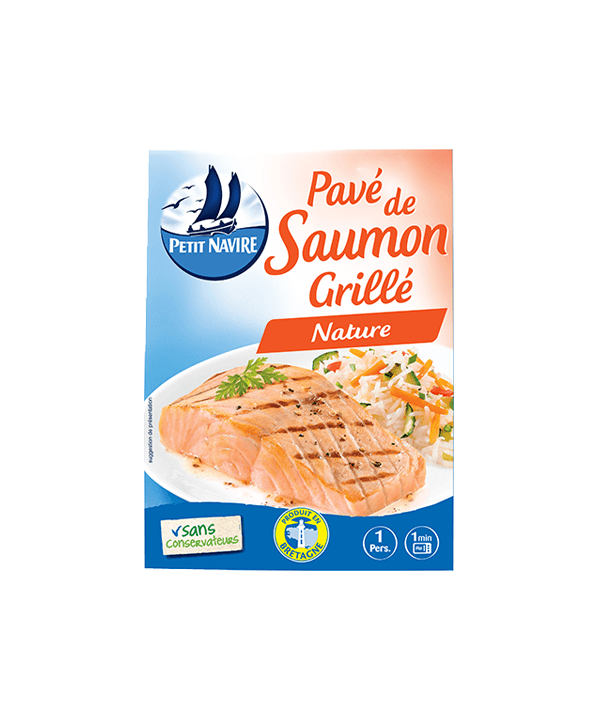 PETIT NAVIRE
Pavé de
Saumon
Grillé
Nature
suggestion de présentation
sans
conservateurs
PRODUIT EN
BRETAGNE
1
Pers.
1min